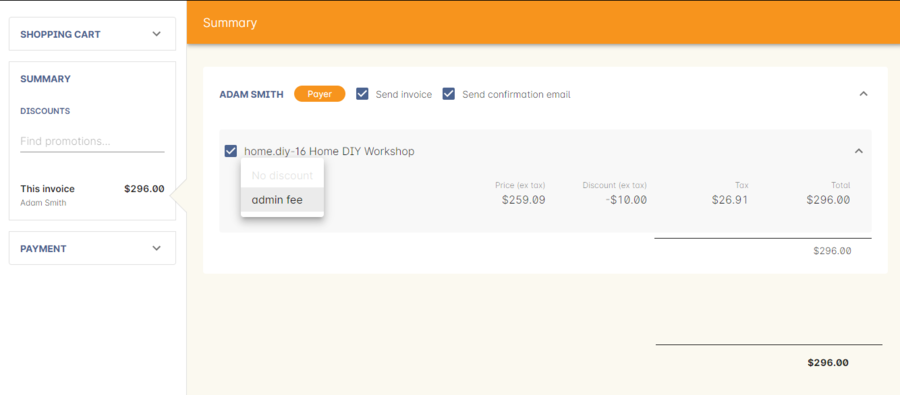 SHOPPING CART
SUMMARY
DISCOUNTS
Find promotions...
This invoice $296.00
Adam Smith
PAYMENT
Summary
ADAM SMITH Payer Send invoice Send confirmation email
home.diy-16 Home DIY Workshop
No discount
admin fee
Price (ex tax) Discount (ex tax) Tax Total
$259.09 -$10.00 $26.91 $296.00
$296.00
$296.00